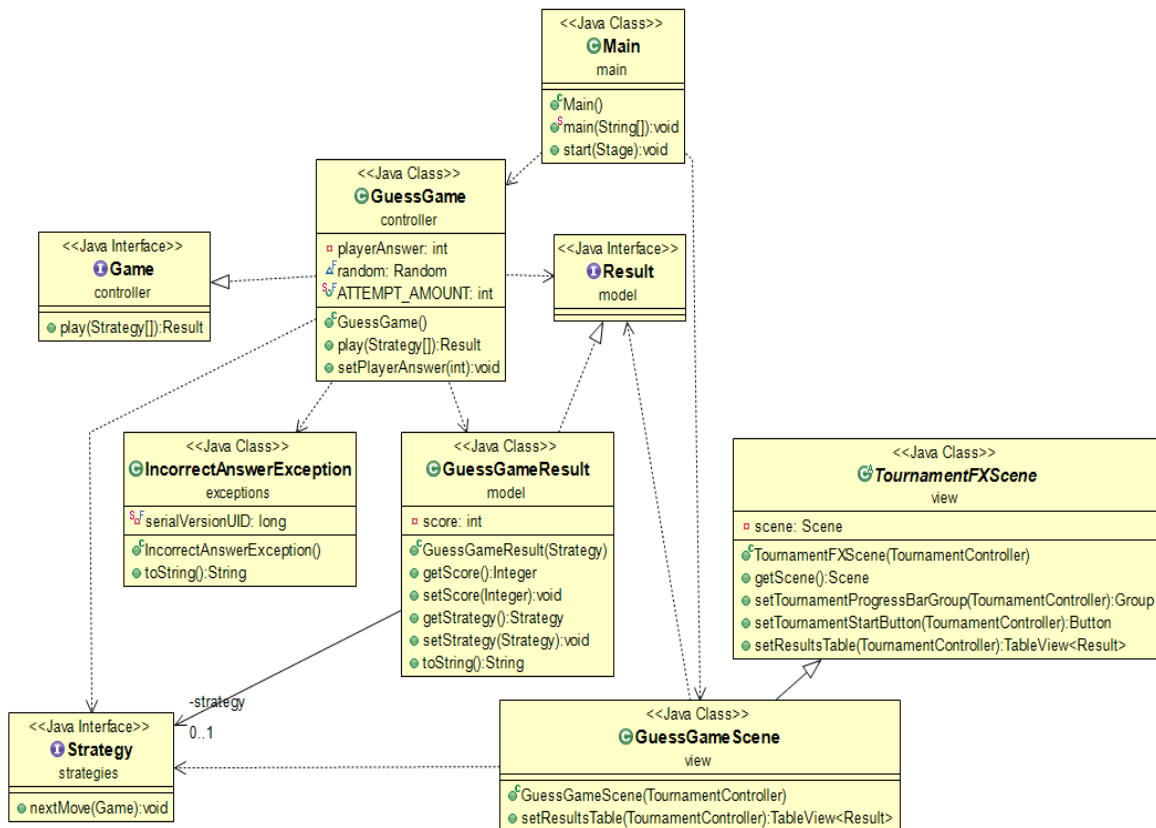 <<Java Class>>
Main
main
Main()
main(String[]):void
start(Stage):void
<<Java Class>>
GuessGame
controller
playerAnswer: int
random: Random
ATTEMPT_AMOUNT: int
GuessGame()
play(Strategy[]):Result
setPlayerAnswer(int):void
<<Java Interface>>
Game
controller
play(Strategy[]):Result
<<Java Interface>>
Result
model
<<Java Class>>
IncorrectAnswerException
exceptions
serialVersionUID: long
IncorrectAnswerException()
toString():String
<<Java Class>>
GuessGameResult
model
score: int
GuessGameResult(Strategy)
getScore():Integer
setScore(Integer):void
getStrategy():Strategy
setStrategy(Strategy):void
toString():String
<<Java Class>>
TournamentFXScene
view
scene: Scene
TournamentFXScene(TournamentController)
getScene():Scene
setTournamentProgressBarGroup(TournamentController):Group
setTournamentStartButton(TournamentController):Button
setResultsTable(TournamentController):TableView<Result>
-strategy
0..1
<<Java Interface>>
Strategy
strategies
nextMove(Game):void
<<Java Class>>
GuessGameScene
view
GuessGameScene(TournamentController)
setResultsTable(TournamentController):TableView<Result>